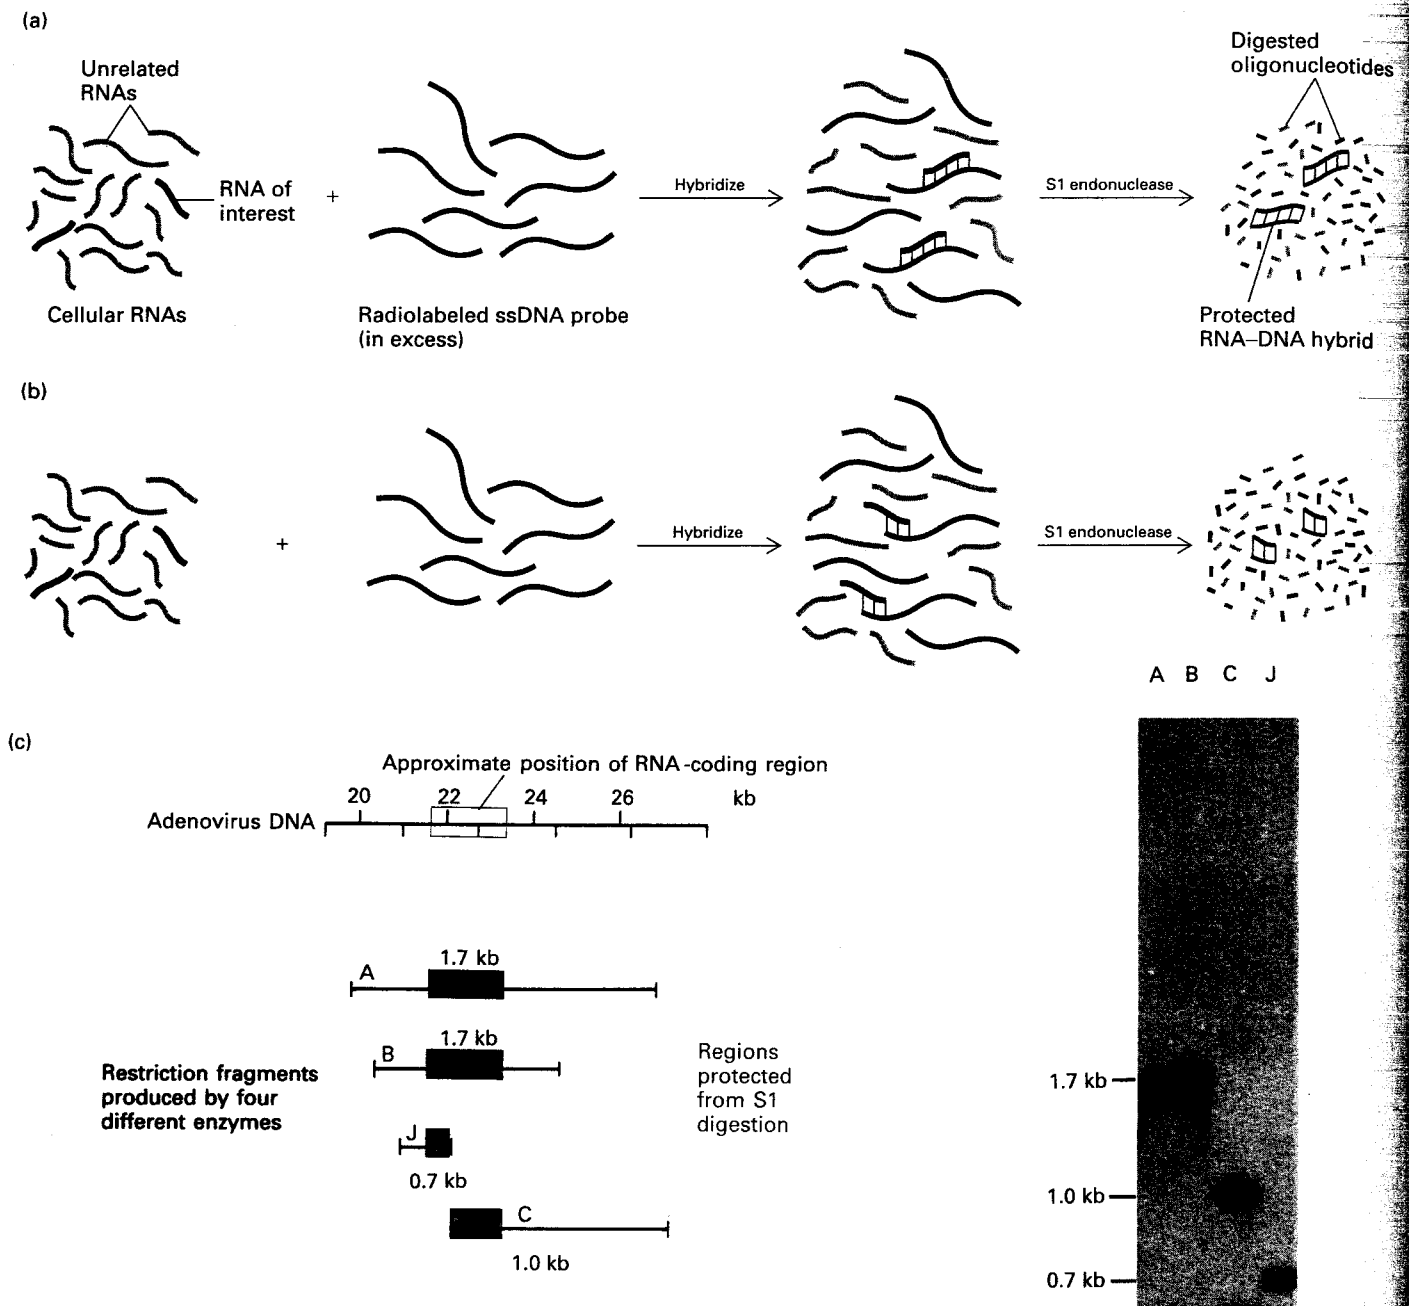 (a)
Unrelated
RNAs
RNA of
interest
+
Cellular RNAs
Radiolabeled ssDNA probe
(in excess)
Hybridize
S1 endonuclease
Digested
oligonucleotides
Protected
RNA–DNA hybrid
(b)
+
Hybridize
S1 endonuclease
A B C J
(c)
Approximate position of RNA-coding region
20 22 24 26 kb
Adenovirus DNA
1.7 kb
A
1.7 kb
B
Restriction fragments
produced by four
different enzymes
Regions
protected
from S1
digestion
J
0.7 kb
C
1.0 kb
1.7 kb
1.0 kb
0.7 kb